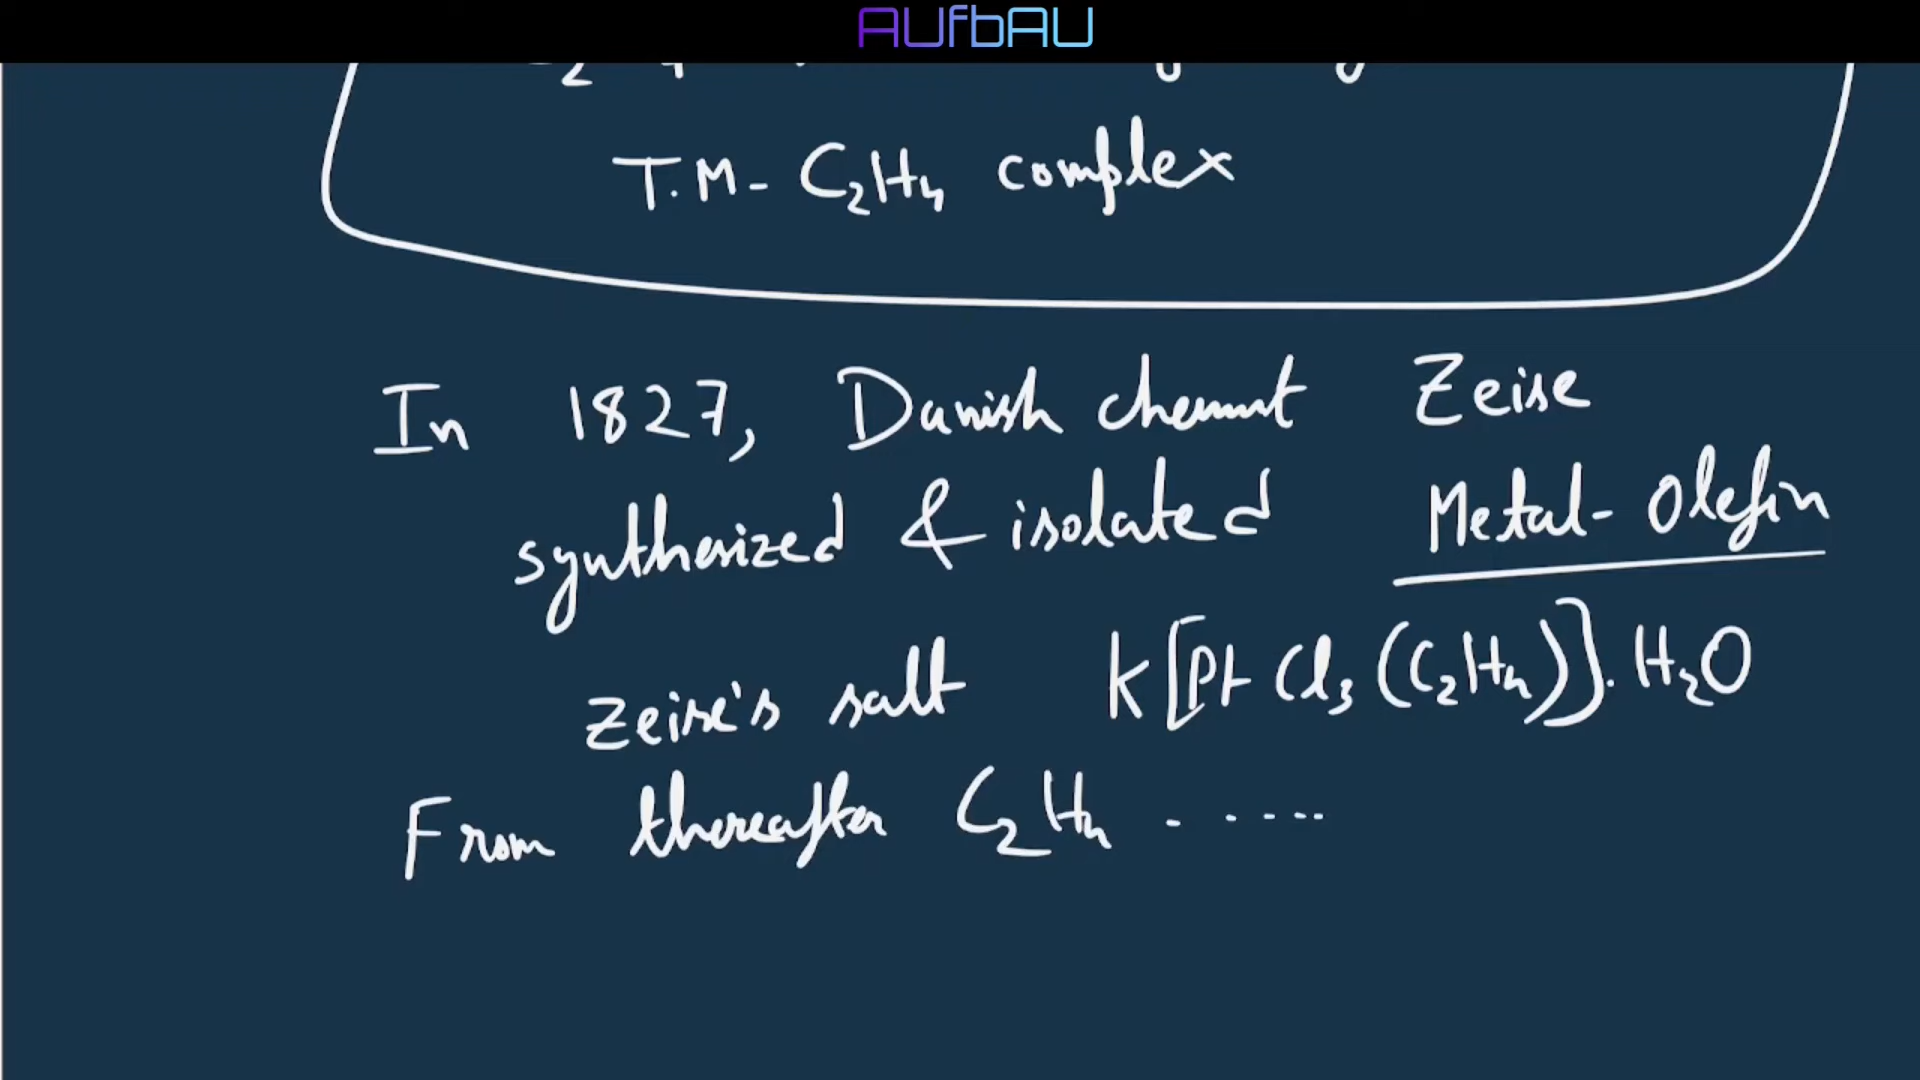 AUfbAU
T.M- C₂H₄ complex
In 1827, Danish chemist Zeise
synthesized & isolated Metal-Olefin
Zeise's salt K[PtCl₃(C₂H₄)].H₂O
From thereafter C₂H₄ ......